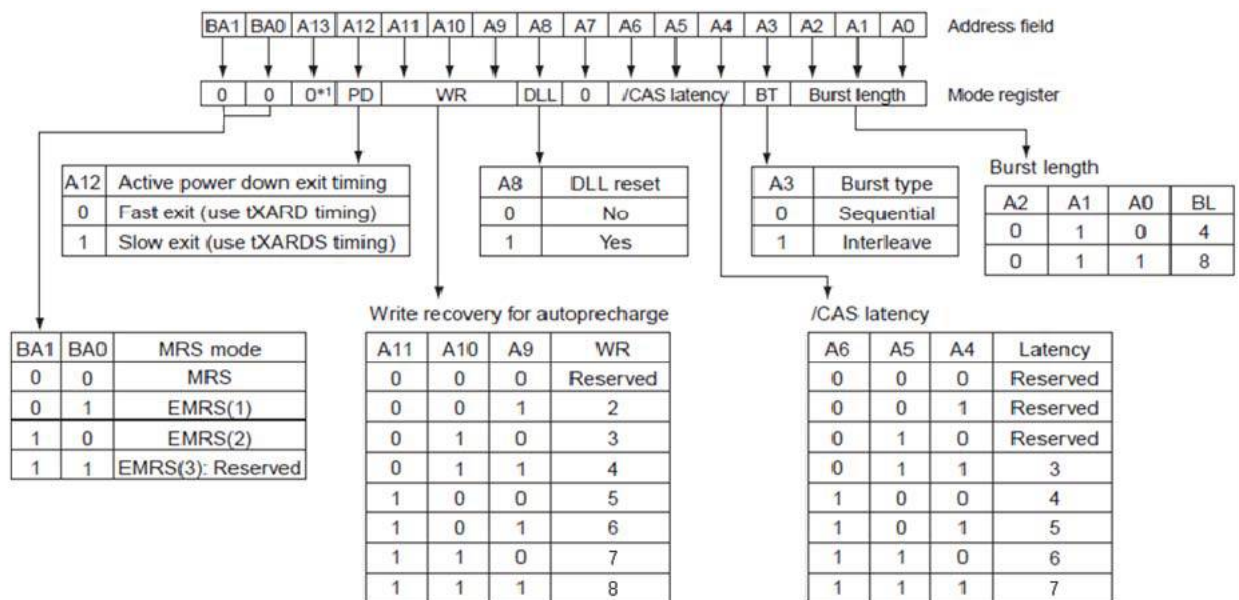 BA1 BA0 A13 A12 A11 A10 A9 A8 A7 A6 A5 A4 A3 A2 A1 A0 Address field
0 0 0*1 PD WR DLL 0 /CAS latency BT Burst length Mode register
A12 Active power down exit timing
0 Fast exit (use tXARD timing)
1 Slow exit (use tXARDS timing)
A8 DLL reset
0 No
1 Yes
A3 Burst type
0 Sequential
1 Interleave
Burst length
A2 A1 A0 BL
0 1 0 4
0 1 1 8
BA1 BA0 MRS mode
0 0 MRS
0 1 EMRS(1)
1 0 EMRS(2)
1 1 EMRS(3): Reserved
Write recovery for autoprecharge
A11 A10 A9 WR
0 0 0 Reserved
0 0 1 2
0 1 0 3
0 1 1 4
1 0 0 5
1 0 1 6
1 1 0 7
1 1 1 8
/CAS latency
A6 A5 A4 Latency
0 0 0 Reserved
0 0 1 Reserved
0 1 0 Reserved
0 1 1 3
1 0 0 4
1 0 1 5
1 1 0 6
1 1 1 7